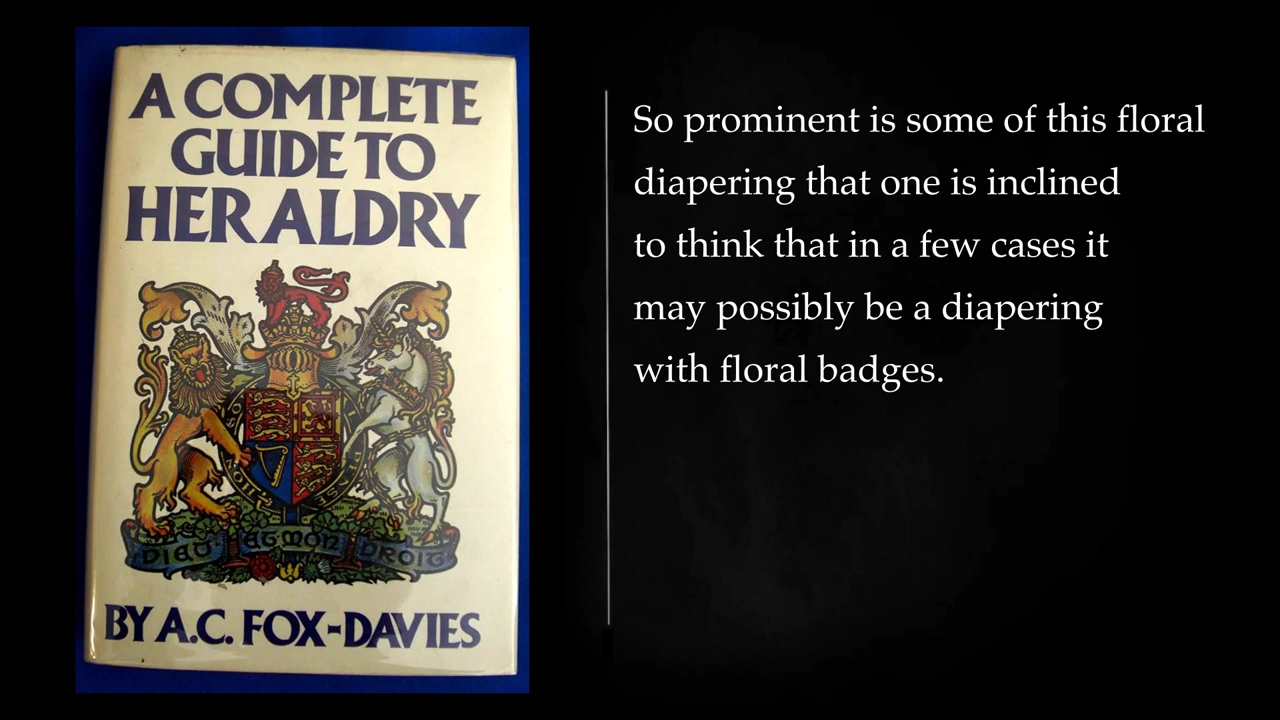 A COMPLETE
GUIDE TO
HERALDRY
DIEU ET MON DROIT
BY A.C. FOX-DAVIES
So prominent is some of this floral
diapering that one is inclined
to think that in a few cases it
may possibly be a diapering
with floral badges.